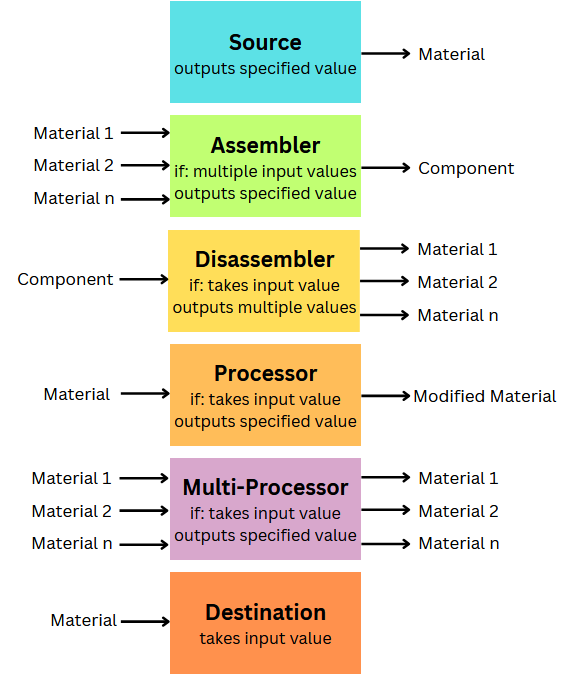 Source
outputs specified value
Material
Material 1
Material 2
Material n
Assembler
if: multiple input values
outputs specified value
Component
Component
Disassembler
if: takes input value
outputs multiple values
Material 1
Material 2
Material n
Material
Processor
if: takes input value
outputs specified value
Modified Material
Material 1
Material 2
Material n
Multi-Processor
if: takes input value
outputs specified value
Material 1
Material 2
Material n
Material
Destination
takes input value